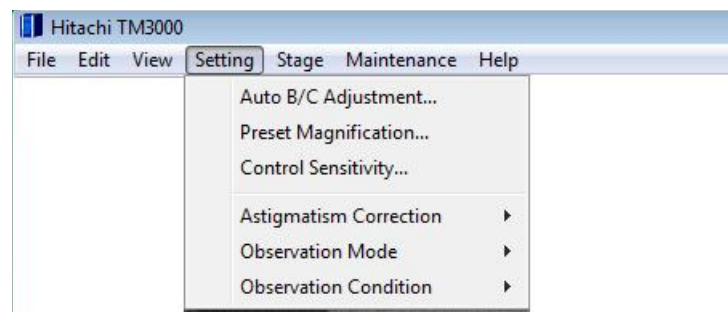 Hitachi TM3000
File Edit View Setting Stage Maintenance Help
Auto B/C Adjustment...
Preset Magnification...
Control Sensitivity...
Astigmatism Correction
Observation Mode
Observation Condition